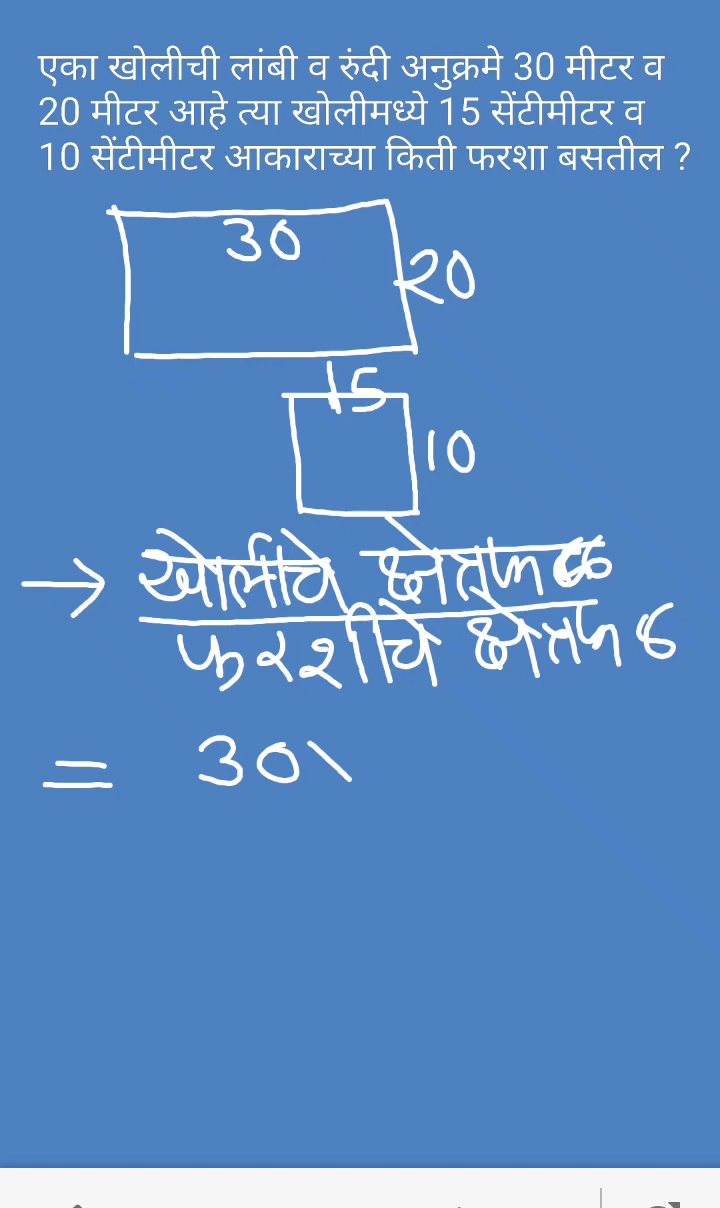 एका खोलीची लांबी व रुंदी अनुक्रमे 30 मीटर व
20 मीटर आहे त्या खोलीमध्ये 15 सेंटीमीटर व
10 सेंटीमीटर आकाराच्या किती फरशा बसतील ?
30
20
15
10
→ खोलीचे क्षेत्रफळ
फरशीचे क्षेत्रफळ
= 30\